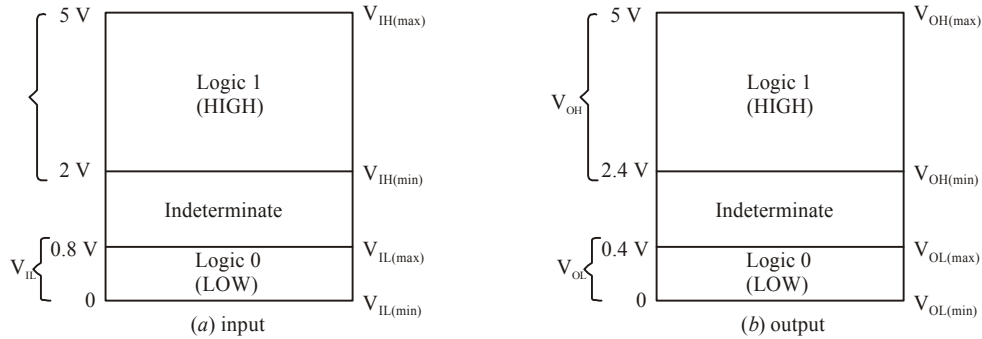 5 V
V_IH(max)
Logic 1
(HIGH)
2 V
V_IH(min)
Indeterminate
V_IL
0.8 V
V_IL(max)
Logic 0
(LOW)
0
V_IL(min)
(a) input
5 V
V_OH(max)
Logic 1
(HIGH)
V_OH
2.4 V
V_OH(min)
Indeterminate
V_OL
0.4 V
V_OL(max)
Logic 0
(LOW)
0
V_OL(min)
(b) output